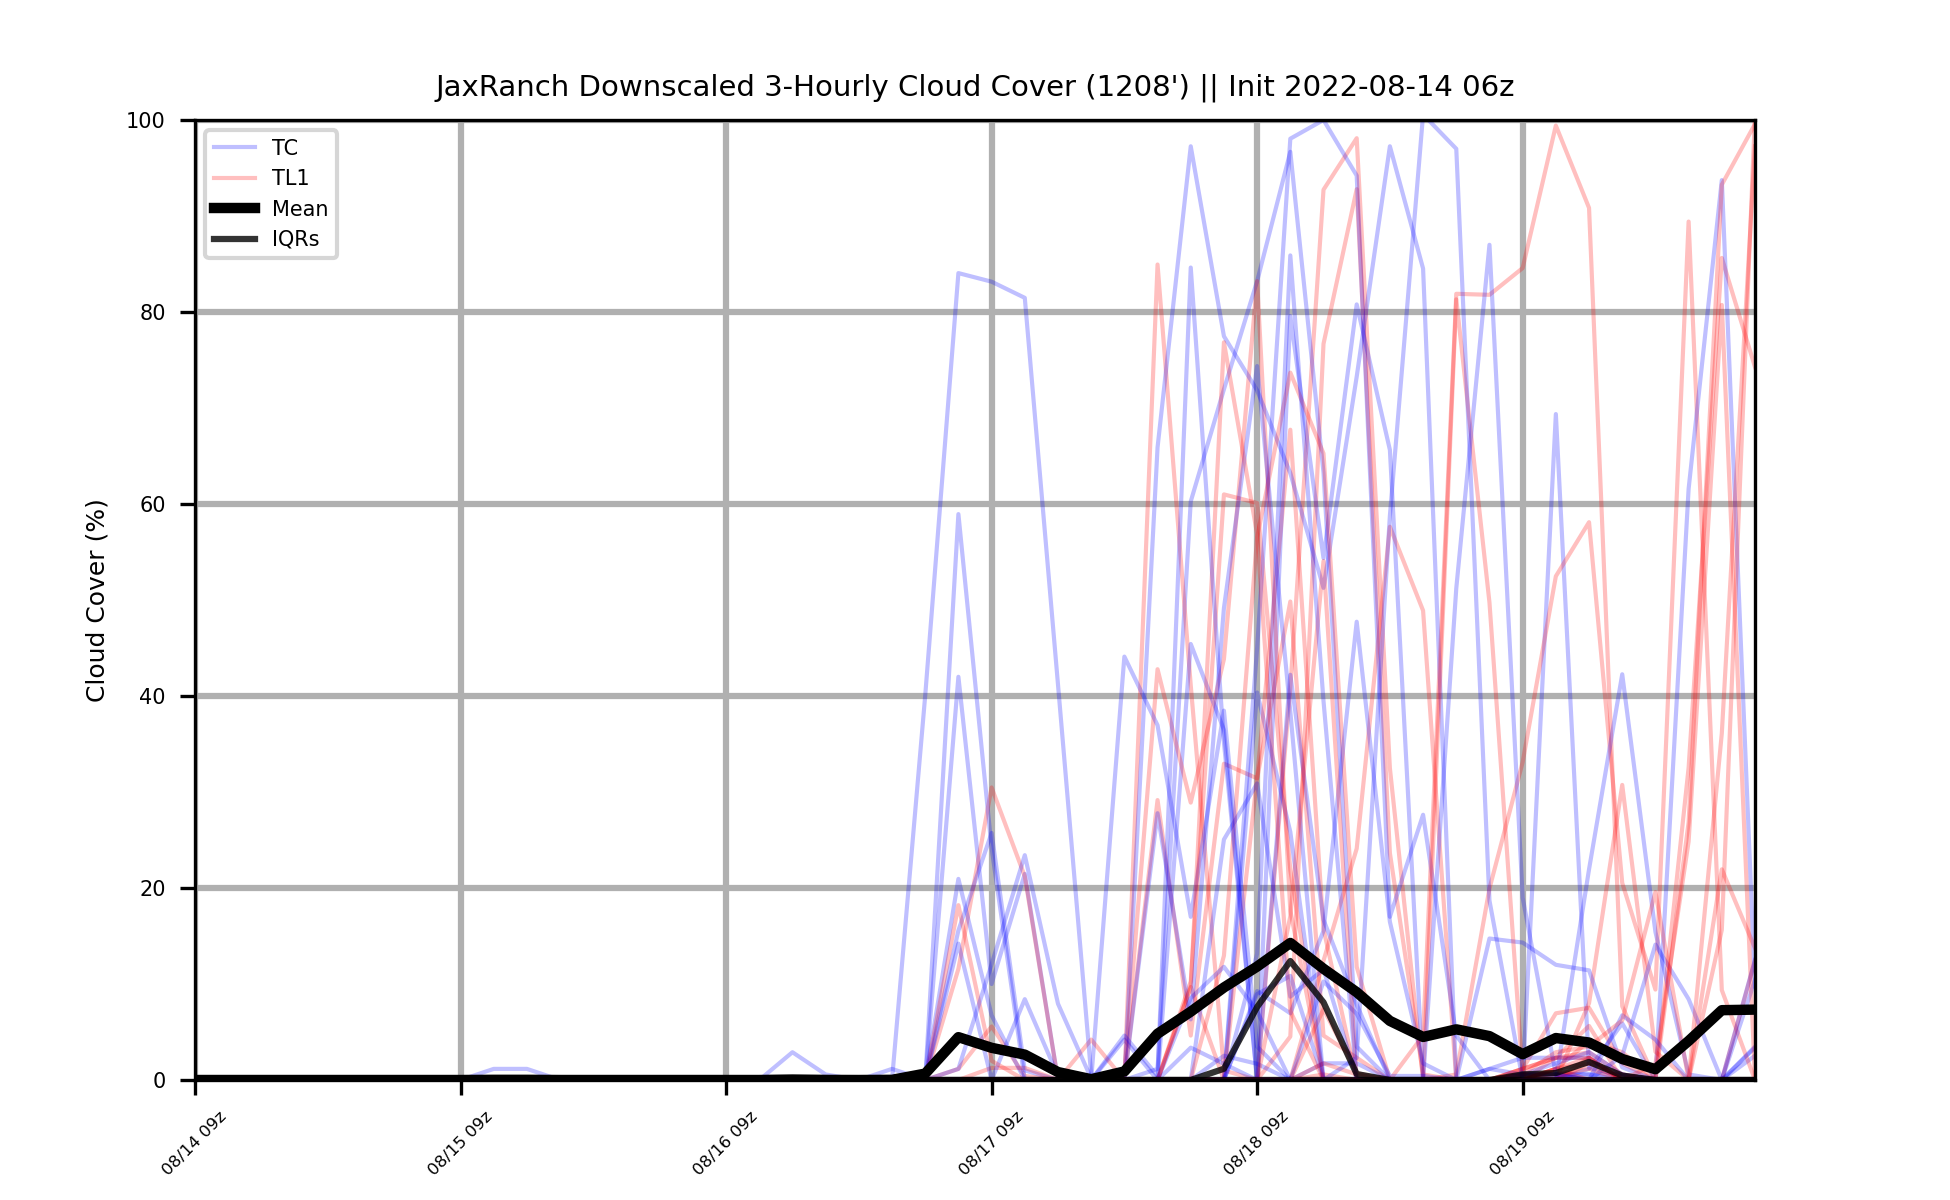 JaxRanch Downscaled 3-Hourly Cloud Cover (1208') || Init 2022-08-14 06z
TC
TL1
Mean
IQRs
Cloud Cover (%)
100
80
60
40
20
0
08/14 09z
08/15 09z
08/16 09z
08/17 09z
08/18 09z
08/19 09z